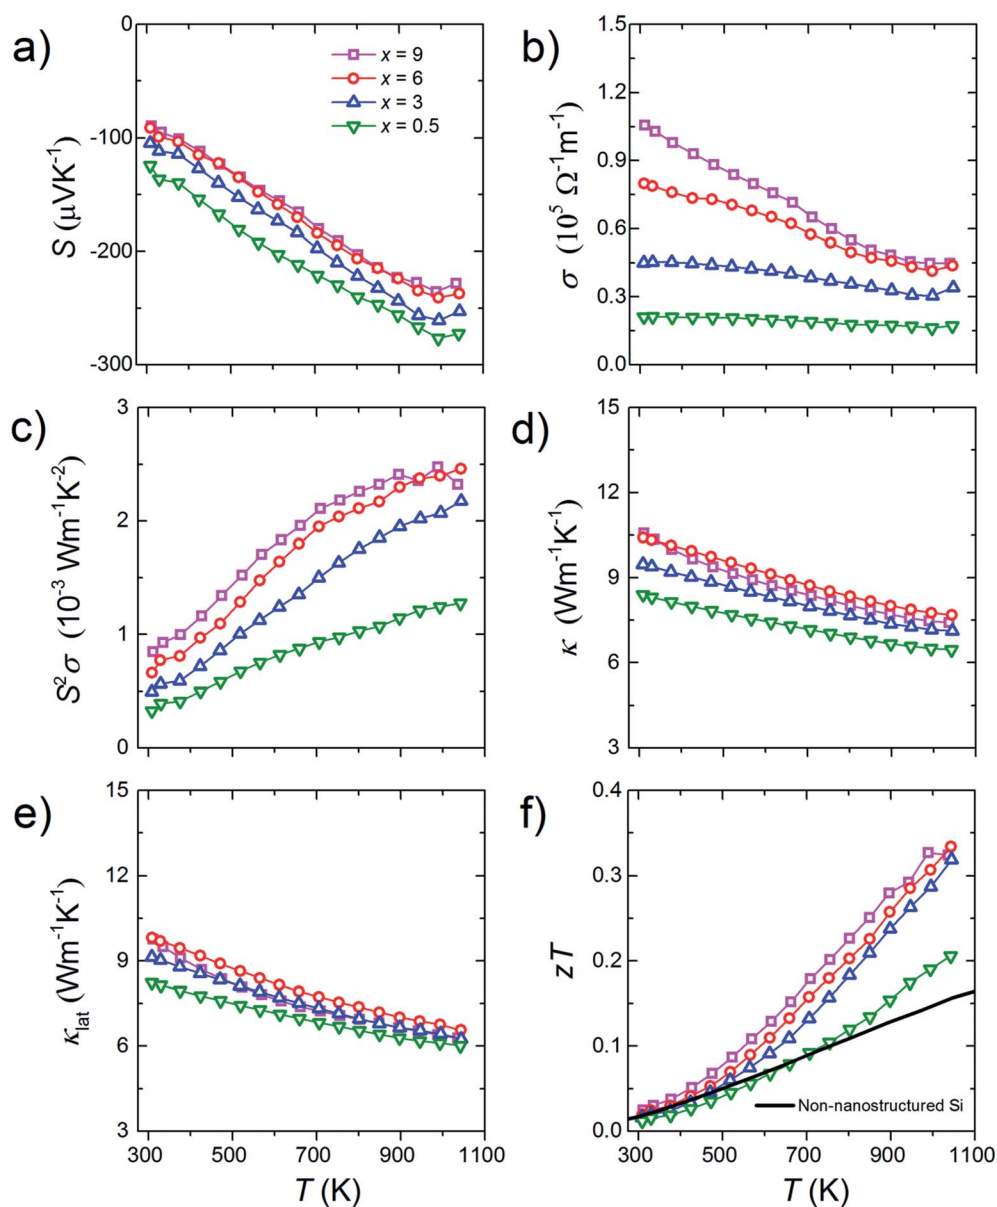 a)
0
-100
-200
-300
S (μVK⁻¹)
x = 9
x = 6
x = 3
x = 0.5
b)
1.5
1.2
0.9
0.6
0.3
0.0
σ (10⁵ Ω⁻¹m⁻¹)
c)
3
2
1
0
S²σ (10⁻³ Wm⁻¹K⁻²)
d)
15
12
9
6
3
κ (Wm⁻¹K⁻¹)
e)
15
12
9
6
3
κlat (Wm⁻¹K⁻¹)
300 500 700 900 1100
T (K)
f)
0.4
0.3
0.2
0.1
0.0
zT
Non-nanostructured Si
300 500 700 900 1100
T (K)